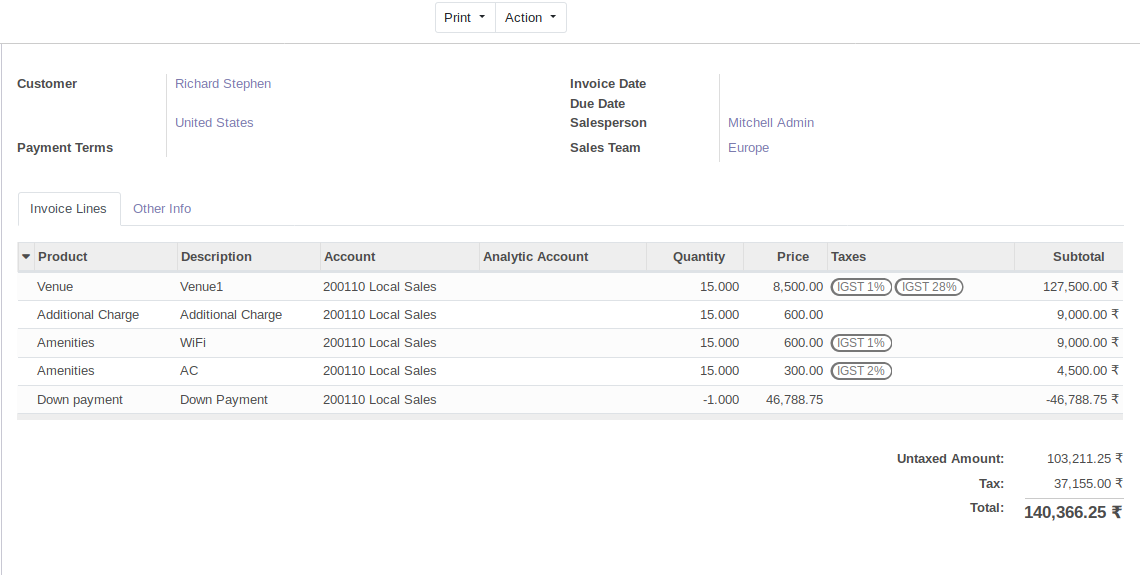 Print Action
Customer Richard Stephen Invoice Date
Due Date
United States Salesperson Mitchell Admin
Payment Terms Sales Team Europe
Invoice Lines Other Info
Product Description Account Analytic Account Quantity Price Taxes Subtotal
Venue Venue1 200110 Local Sales 15.000 8,500.00 IGST 1% IGST 28% 127,500.00 ₹
Additional Charge Additional Charge 200110 Local Sales 15.000 600.00 9,000.00 ₹
Amenities WiFi 200110 Local Sales 15.000 600.00 IGST 1% 9,000.00 ₹
Amenities AC 200110 Local Sales 15.000 300.00 IGST 2% 4,500.00 ₹
Down payment Down Payment 200110 Local Sales -1.000 46,788.75 -46,788.75 ₹
Untaxed Amount: 103,211.25 ₹
Tax: 37,155.00 ₹
Total: 140,366.25 ₹